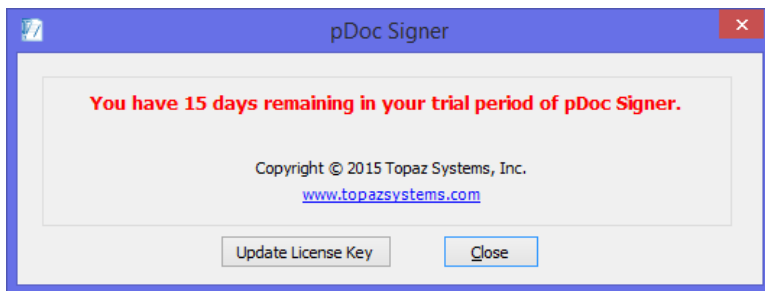 pDoc Signer
You have 15 days remaining in your trial period of pDoc Signer.
Copyright © 2015 Topaz Systems, Inc.
www.topazsystems.com
Update License Key
Close